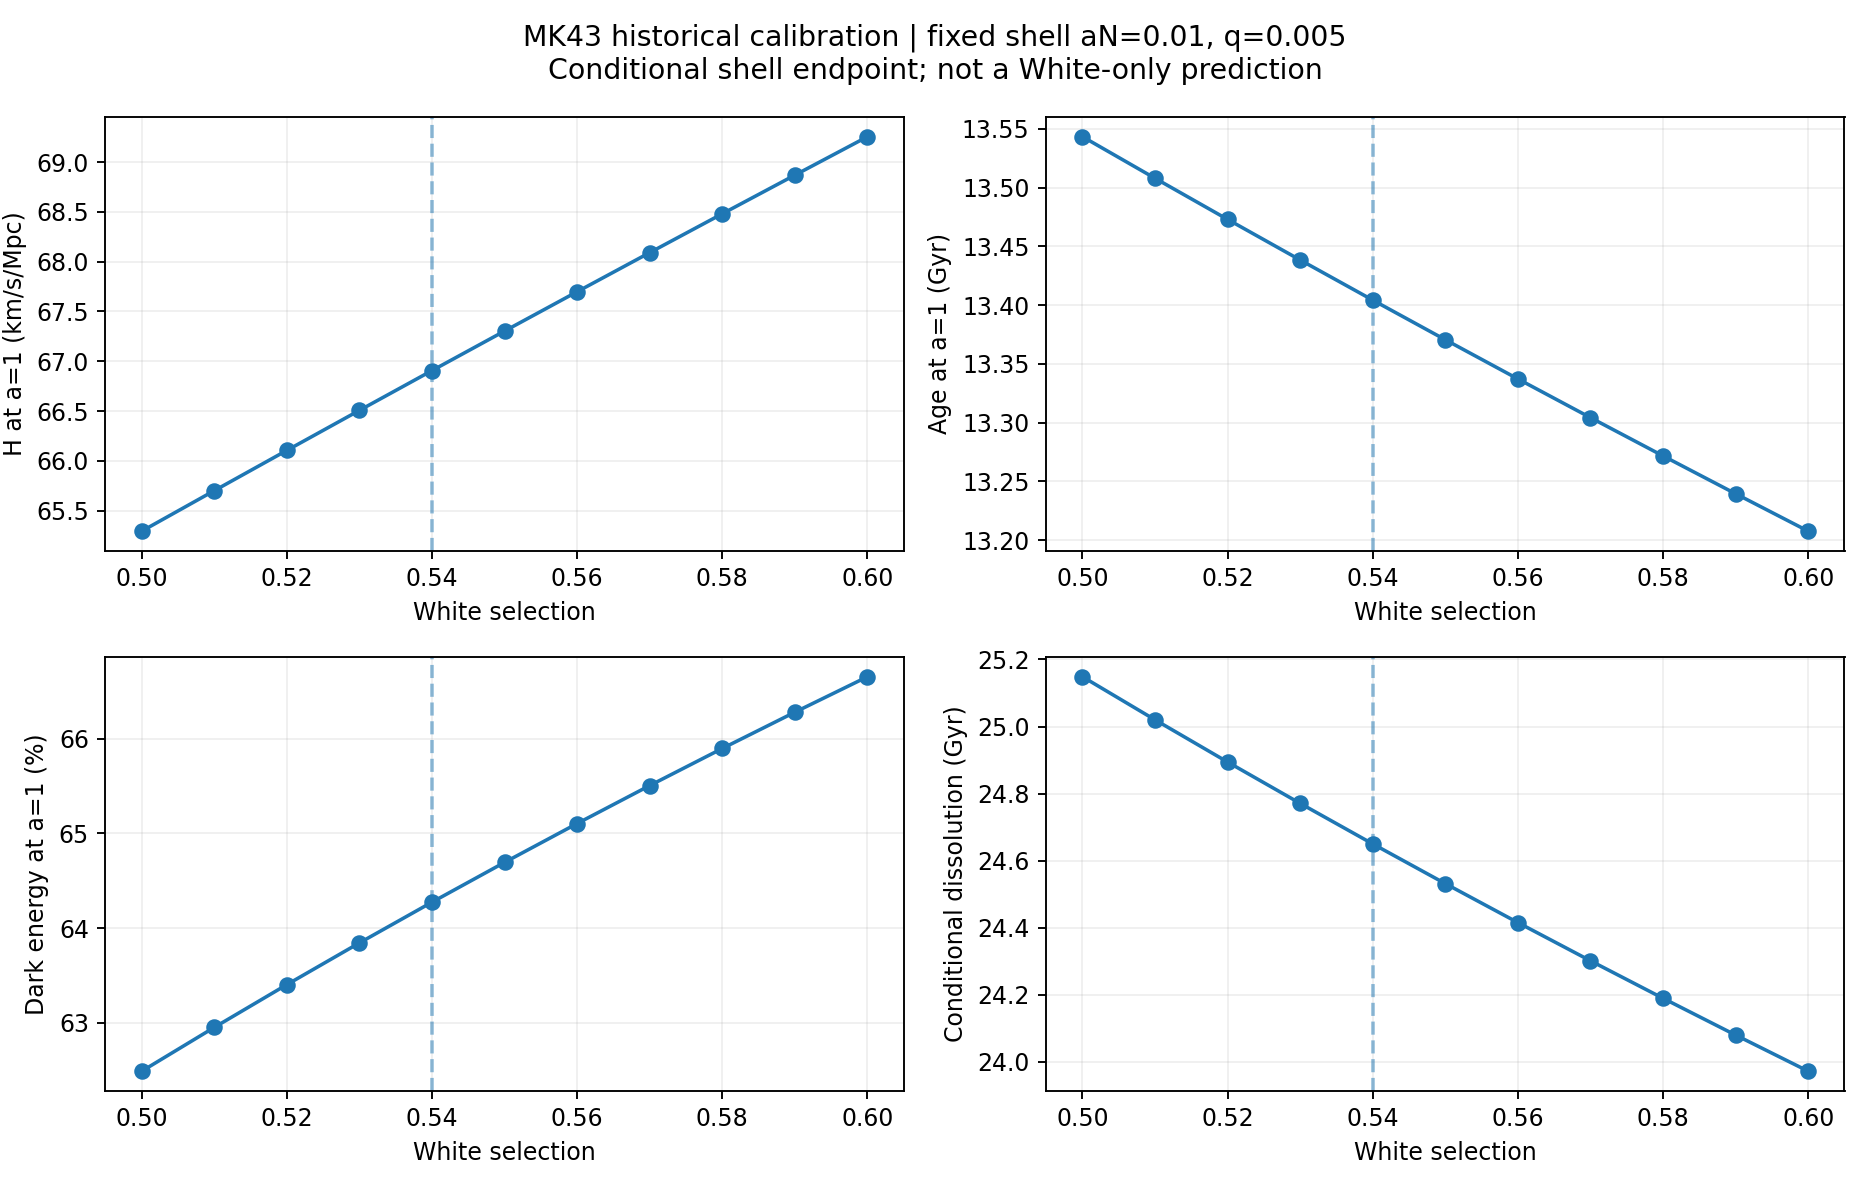 MK43 historical calibration | fixed shell aN=0.01, q=0.005
Conditional shell endpoint; not a White-only prediction
H at a=1 (km/s/Mpc)
69.0
68.5
68.0
67.5
67.0
66.5
66.0
65.5
0.50 0.52 0.54 0.56 0.58 0.60
White selection
Age at a=1 (Gyr)
13.55
13.50
13.45
13.40
13.35
13.30
13.25
13.20
0.50 0.52 0.54 0.56 0.58 0.60
White selection
Dark energy at a=1 (%)
66
65
64
63
0.50 0.52 0.54 0.56 0.58 0.60
White selection
Conditional dissolution (Gyr)
25.2
25.0
24.8
24.6
24.4
24.2
24.0
0.50 0.52 0.54 0.56 0.58 0.60
White selection